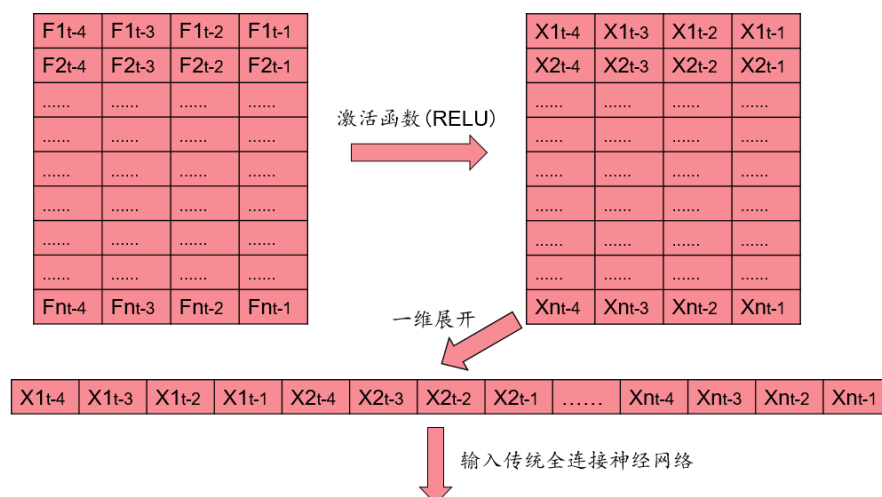 F1t-4 F1t-3 F1t-2 F1t-1
F2t-4 F2t-3 F2t-2 F2t-1
...... ...... ...... ......
...... ...... ...... ......
...... ...... ...... ......
...... ...... ...... ......
...... ...... ...... ......
...... ...... ...... ......
Fnt-4 Fnt-3 Fnt-2 Fnt-1
激活函数(RELU)
X1t-4 X1t-3 X1t-2 X1t-1
X2t-4 X2t-3 X2t-2 X2t-1
...... ...... ...... ......
...... ...... ...... ......
...... ...... ...... ......
...... ...... ...... ......
...... ...... ...... ......
...... ...... ...... ......
Xnt-4 Xnt-3 Xnt-2 Xnt-1
一维展开
X1t-4 X1t-3 X1t-2 X1t-1 X2t-4 X2t-3 X2t-2 X2t-1 ...... Xnt-4 Xnt-3 Xnt-2 Xnt-1
输入传统全连接神经网络